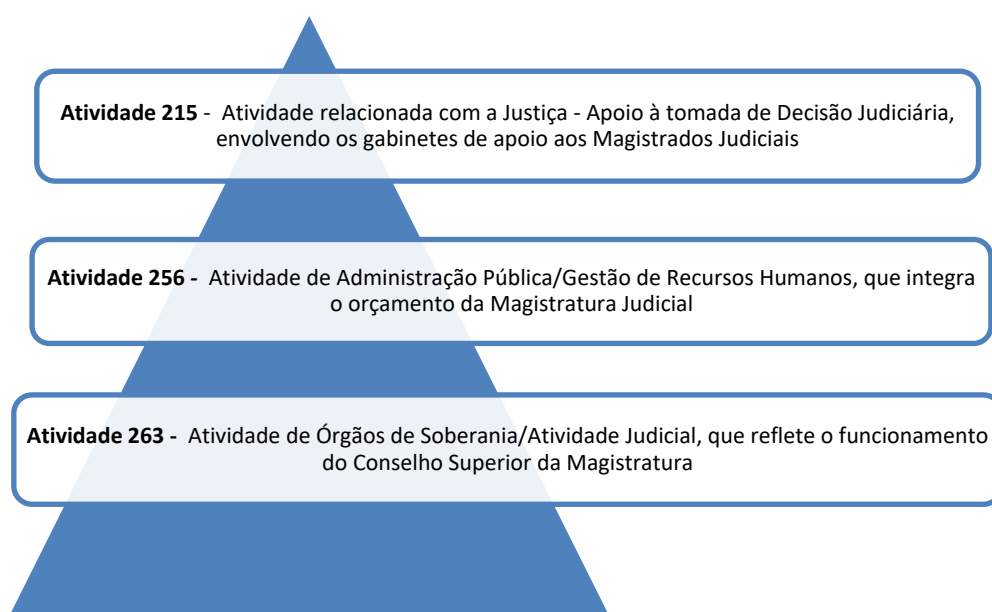 Atividade 215 - Atividade relacionada com a Justiça - Apoio à tomada de Decisão Judiciária,
envolvendo os gabinetes de apoio aos Magistrados Judiciais
Atividade 256 - Atividade de Administração Pública/Gestão de Recursos Humanos, que integra
o orçamento da Magistratura Judicial
Atividade 263 - Atividade de Órgãos de Soberania/Atividade Judicial, que reflete o funcionamento
do Conselho Superior da Magistratura